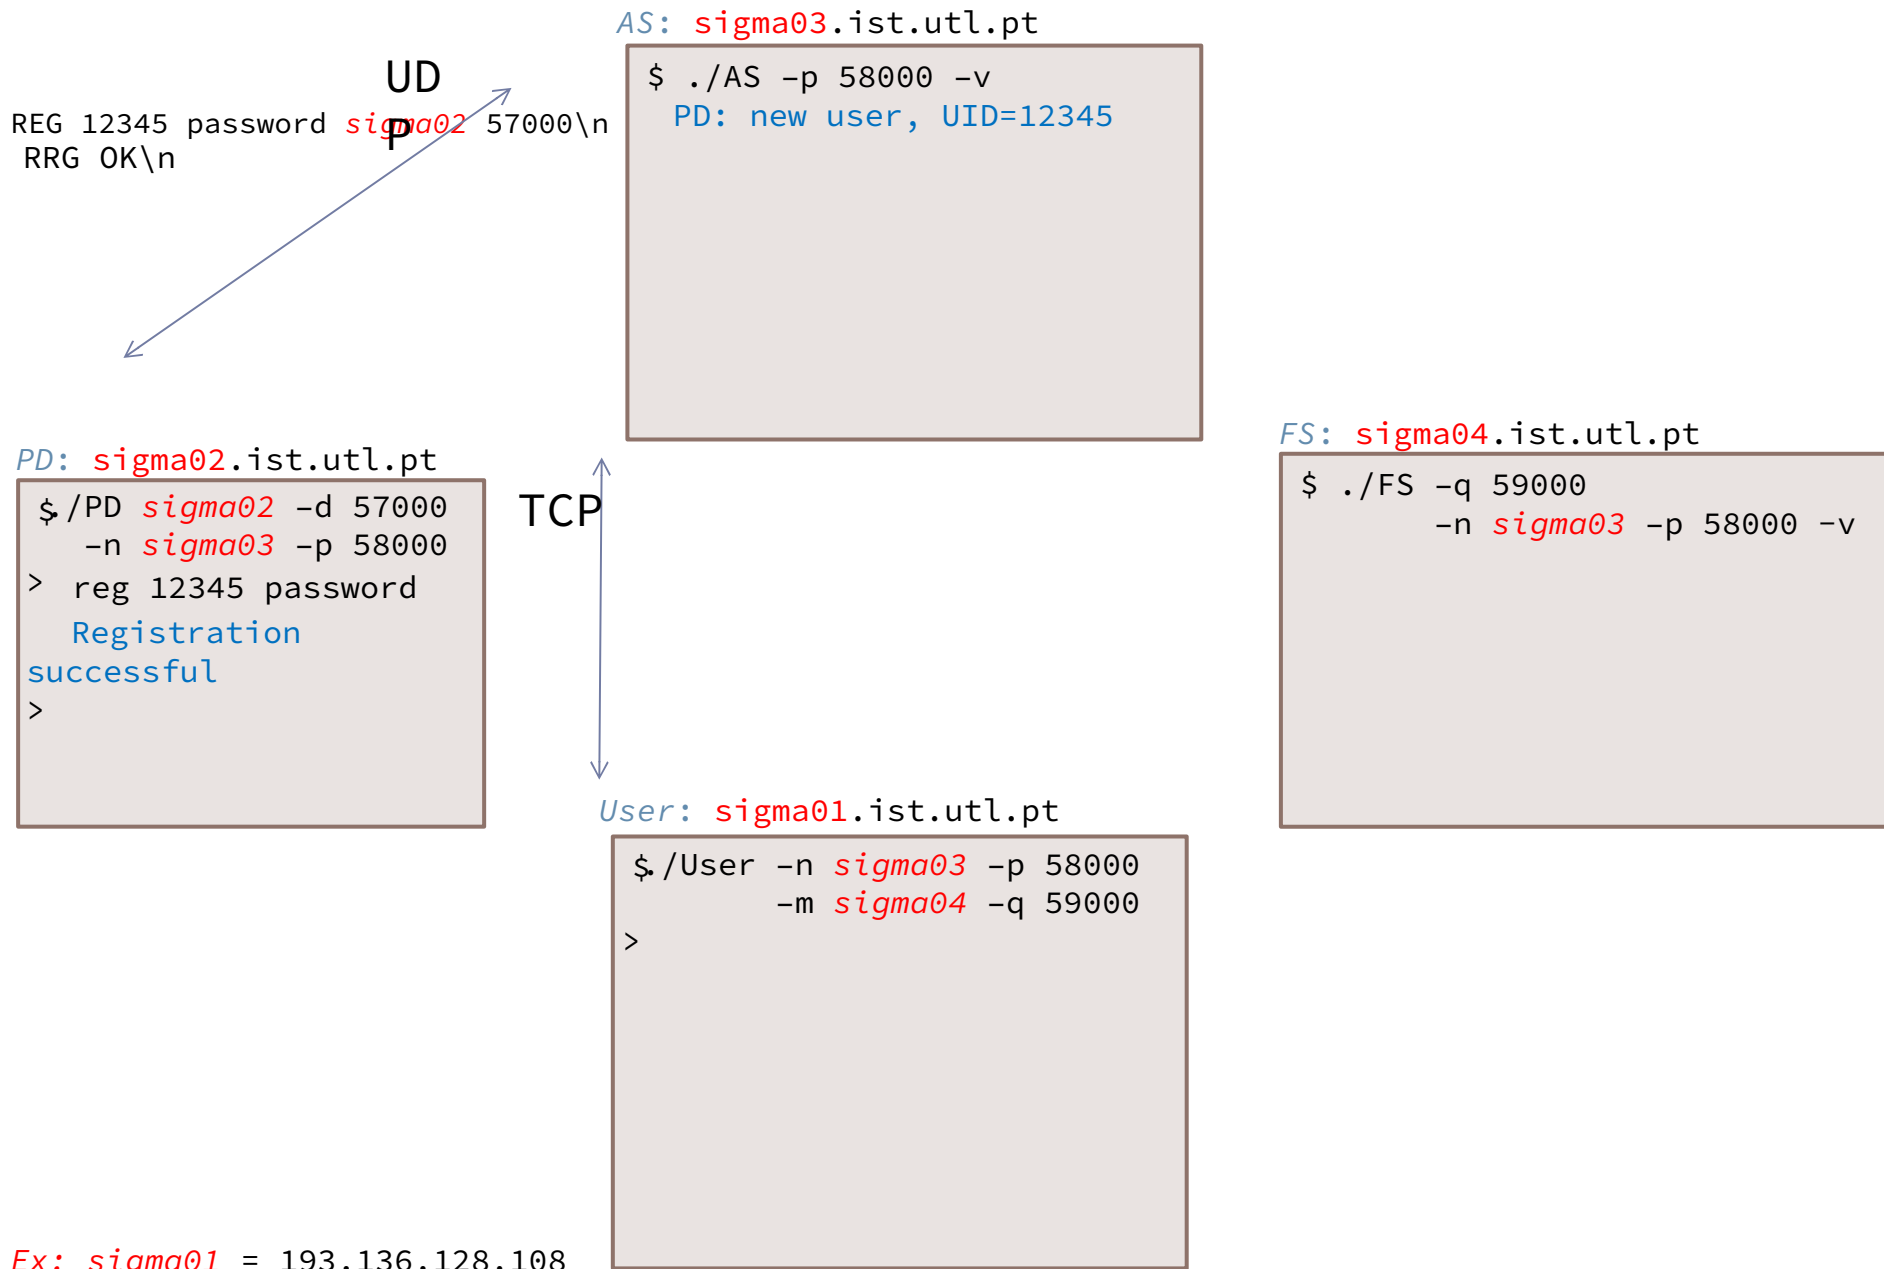 AS: sigma03.ist.utl.pt
$ ./AS –p 58000 –v
PD: new user, UID=12345
UD
P
REG 12345 password sigma02 57000\n
RRG OK\n
PD: sigma02.ist.utl.pt
$./PD sigma02 –d 57000
–n sigma03 –p 58000
> reg 12345 password
Registration
successful
>
TCP
FS: sigma04.ist.utl.pt
$ ./FS –q 59000
–n sigma03 –p 58000 –v
User: sigma01.ist.utl.pt
$./User –n sigma03 –p 58000
–m sigma04 –q 59000
>
Ex: sigma01 = 193.136.128.108